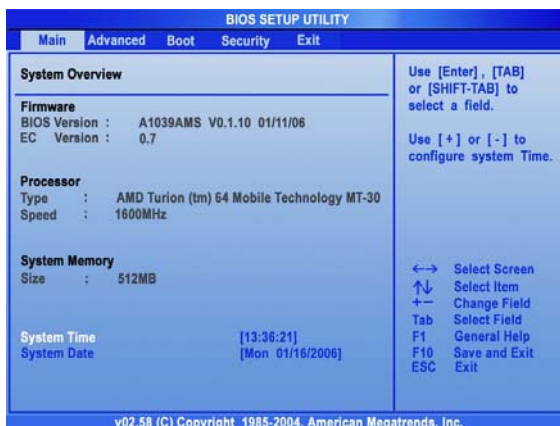 BIOS SETUP UTILITY
Main Advanced Boot Security Exit
System Overview
Firmware
BIOS Version : A1039AMS V0.1.10 01/11/06
EC Version : 0.7
Processor
Type : AMD Turion (tm) 64 Mobile Technology MT-30
Speed : 1600MHz
System Memory
Size : 512MB
System Time [13:36:21]
System Date [Mon 01/16/2006]
Use [Enter], [TAB]
or [SHIFT-TAB] to
select a field.
Use [+] or [-] to
configure system Time.
←→ Select Screen
↑↓ Select Item
+- Change Field
Tab Select Field
F1 General Help
F10 Save and Exit
ESC Exit
v02.58 (C) Copyright 1985-2004, American Megatrends, Inc.